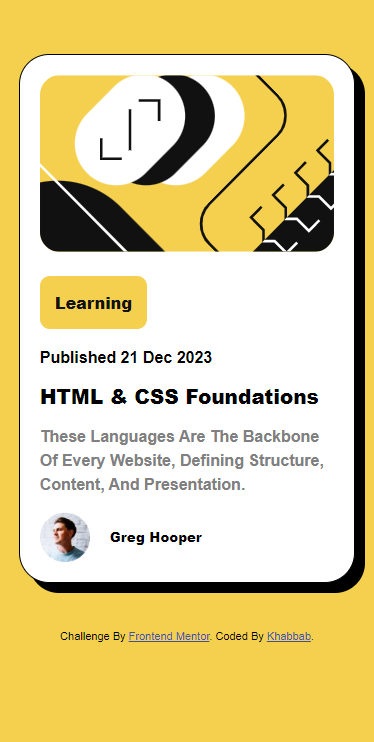 Learning
Published 21 Dec 2023
HTML & CSS Foundations
These Languages Are The Backbone
Of Every Website, Defining Structure,
Content, And Presentation.
Greg Hooper
Challenge By Frontend Mentor. Coded By Khabbab.